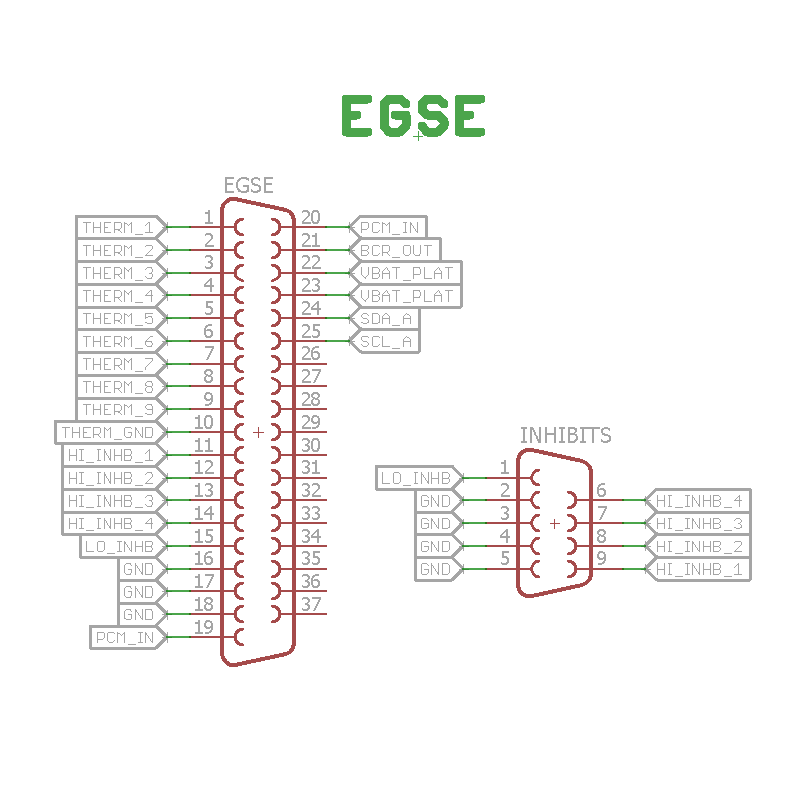 EGSE
EGSE
THERM_1 1 20 PCM_IN
THERM_2 2 21 BCR_OUT
THERM_3 3 22 VBAT_PLAT
THERM_4 4 23 VBAT_PLAT
THERM_5 5 24 SDA_A
THERM_6 6 25 SCL_A
THERM_7 7 26
THERM_8 8 27
THERM_9 9 28
THERM_GND 10 29
HI_INHB_1 11 30
HI_INHB_2 12 31
HI_INHB_3 13 32
HI_INHB_4 14 33
LO_INHB 15 34
GND 16 35
GND 17 36
GND 18 37
PCM_IN 19
INHIBITS
LO_INHB 1
GND 2 6 HI_INHB_4
GND 3 7 HI_INHB_3
GND 4 8 HI_INHB_2
GND 5 9 HI_INHB_1